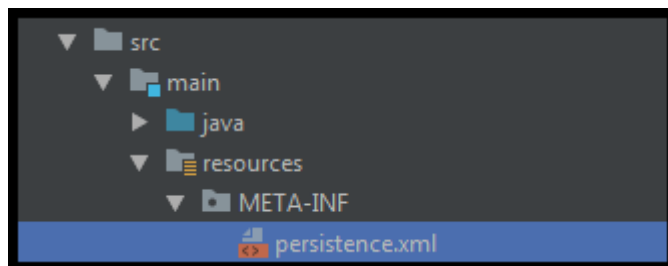 src
main
java
resources
META-INF
persistence.xml